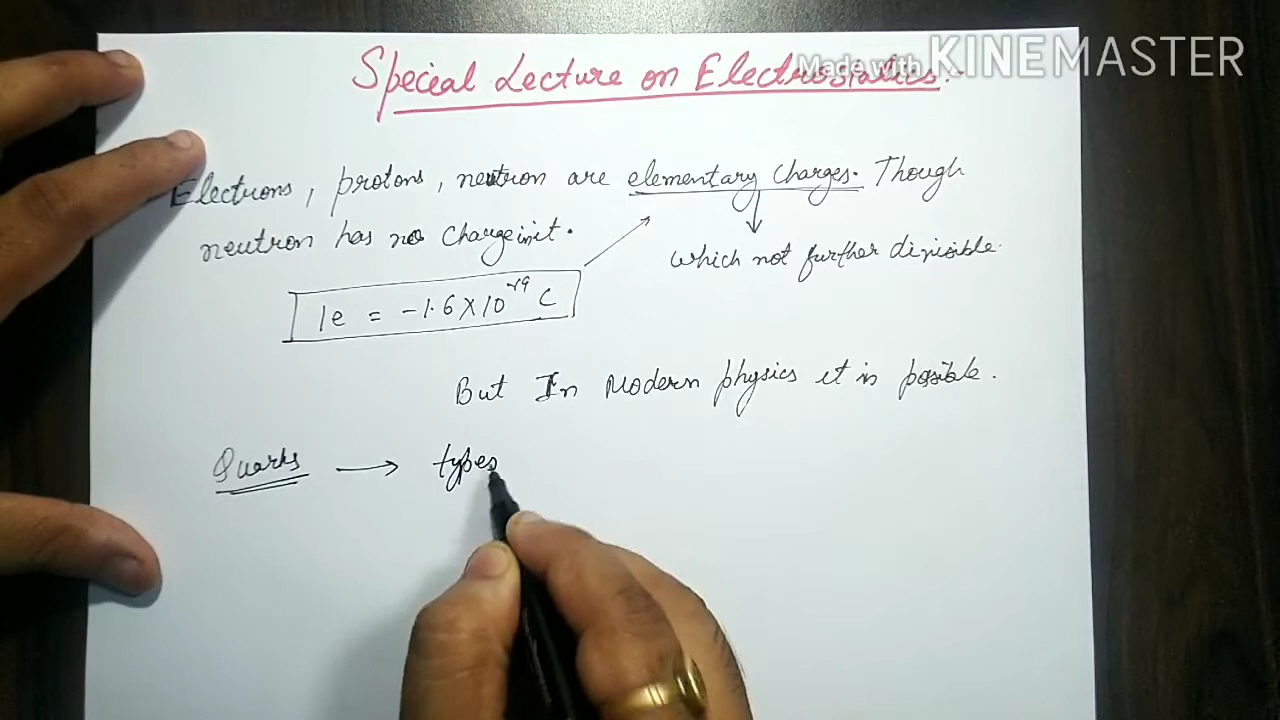 Special Lecture on Electrostatics :-
Made with KINEMASTER
Electrons, protons, neutron are elementary charges. Though
neutron has no charge init.
which not further divisible.
1e = -1.6 X 10^-19 C
But In Modern physics it is possible.
Quarks → types